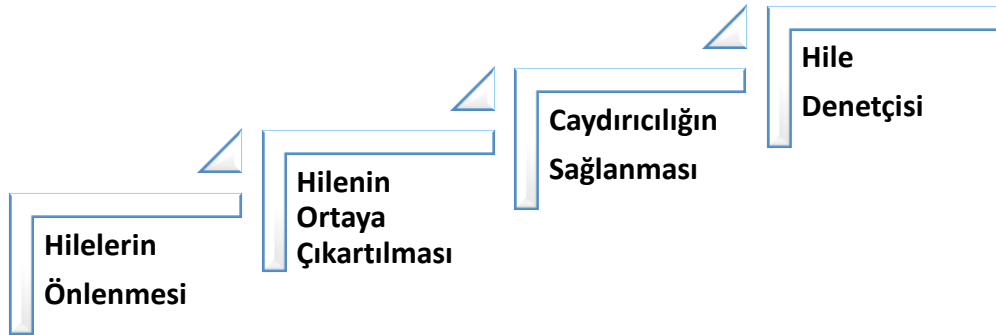 Hilelerin
Önlenmesi
Hilenin
Ortaya
Çıkartılması
Caydırıcılığın
Sağlanması
Hile
Denetçisi